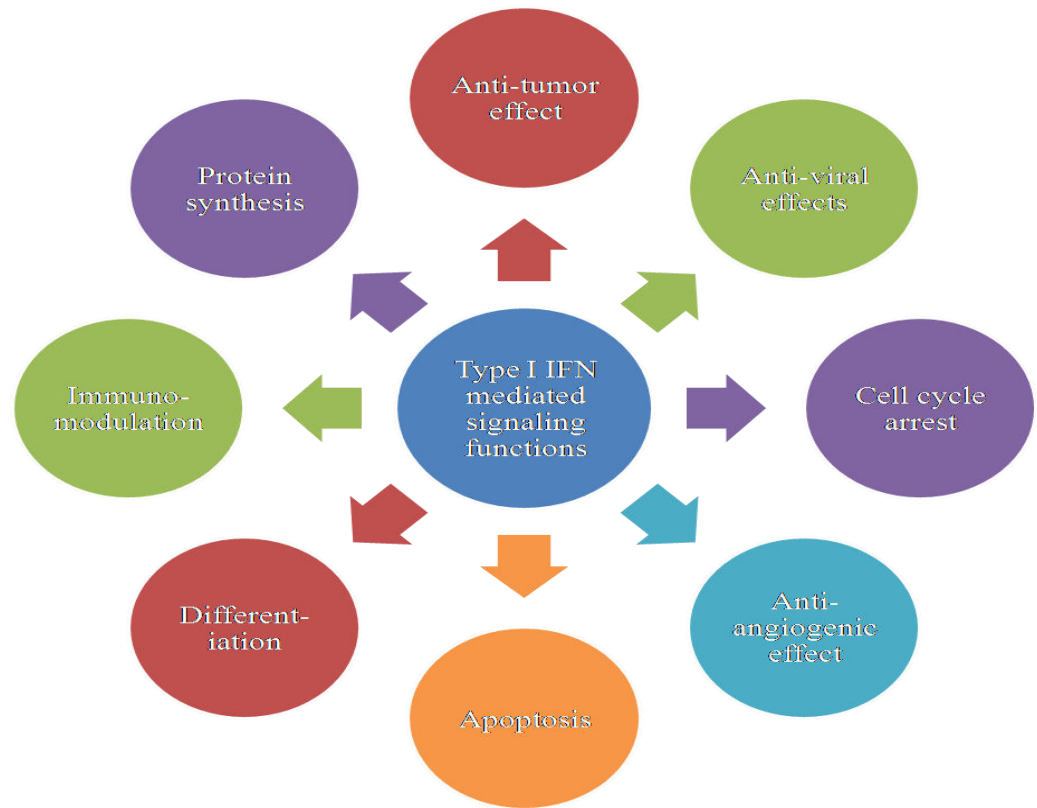 Anti-tumor
effect
Anti-viral
effects
Cell cycle
arrest
Anti-
angiogenic
effect
Apoptosis
Different-
iation
Immuno-
modulation
Protein
synthesis
Type I IFN
mediated
signaling
functions